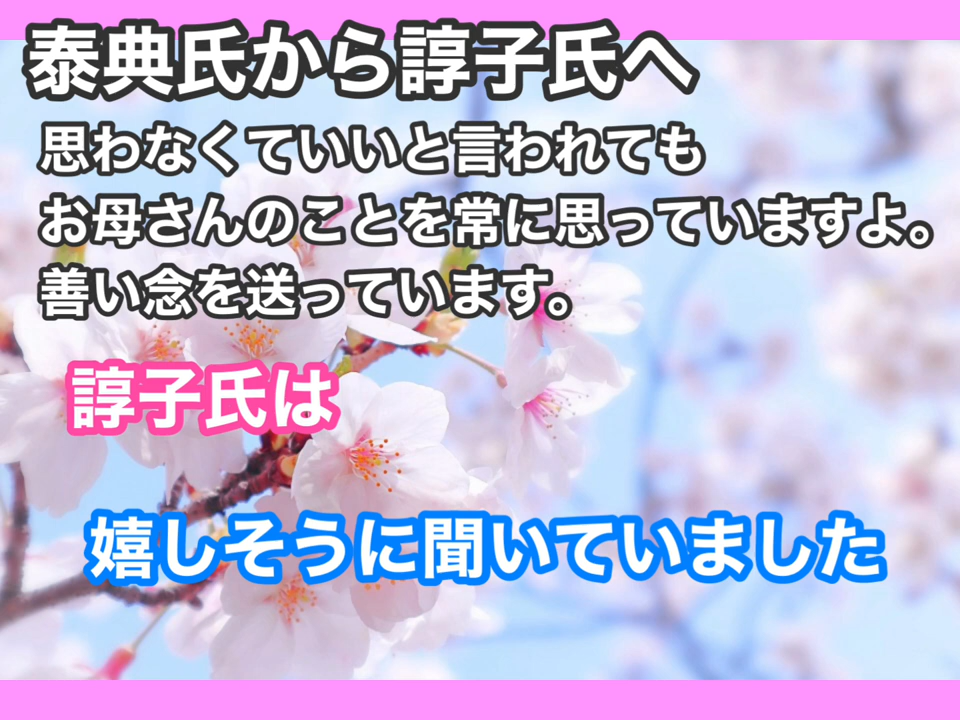 泰典氏から諄子氏へ
思わなくていいと言われても
お母さんのことを常に思っていますよ。
善い念を送っています。
諄子氏は
嬉しそうに聞いていました